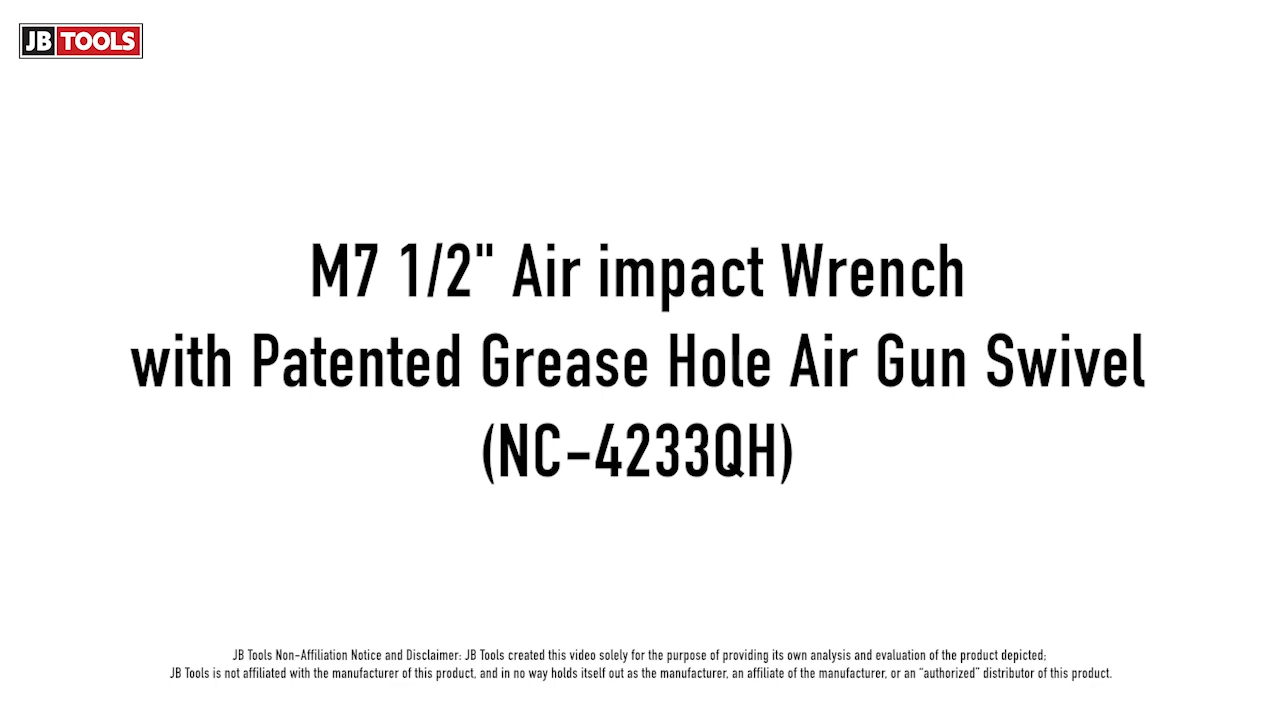 JB TOOLS
M7 1/2" Air impact Wrench
with Patented Grease Hole Air Gun Swivel
(NC-4233QH)
JB Tools Non-Affiliation Notice and Disclaimer: JB Tools created this video solely for the purpose of providing its own analysis and evaluation of the product depicted;
JB Tools is not affiliated with the manufacturer of this product, and in no way holds itself out as the manufacturer, an affiliate of the manufacturer, or an “authorized” distributor of this product.